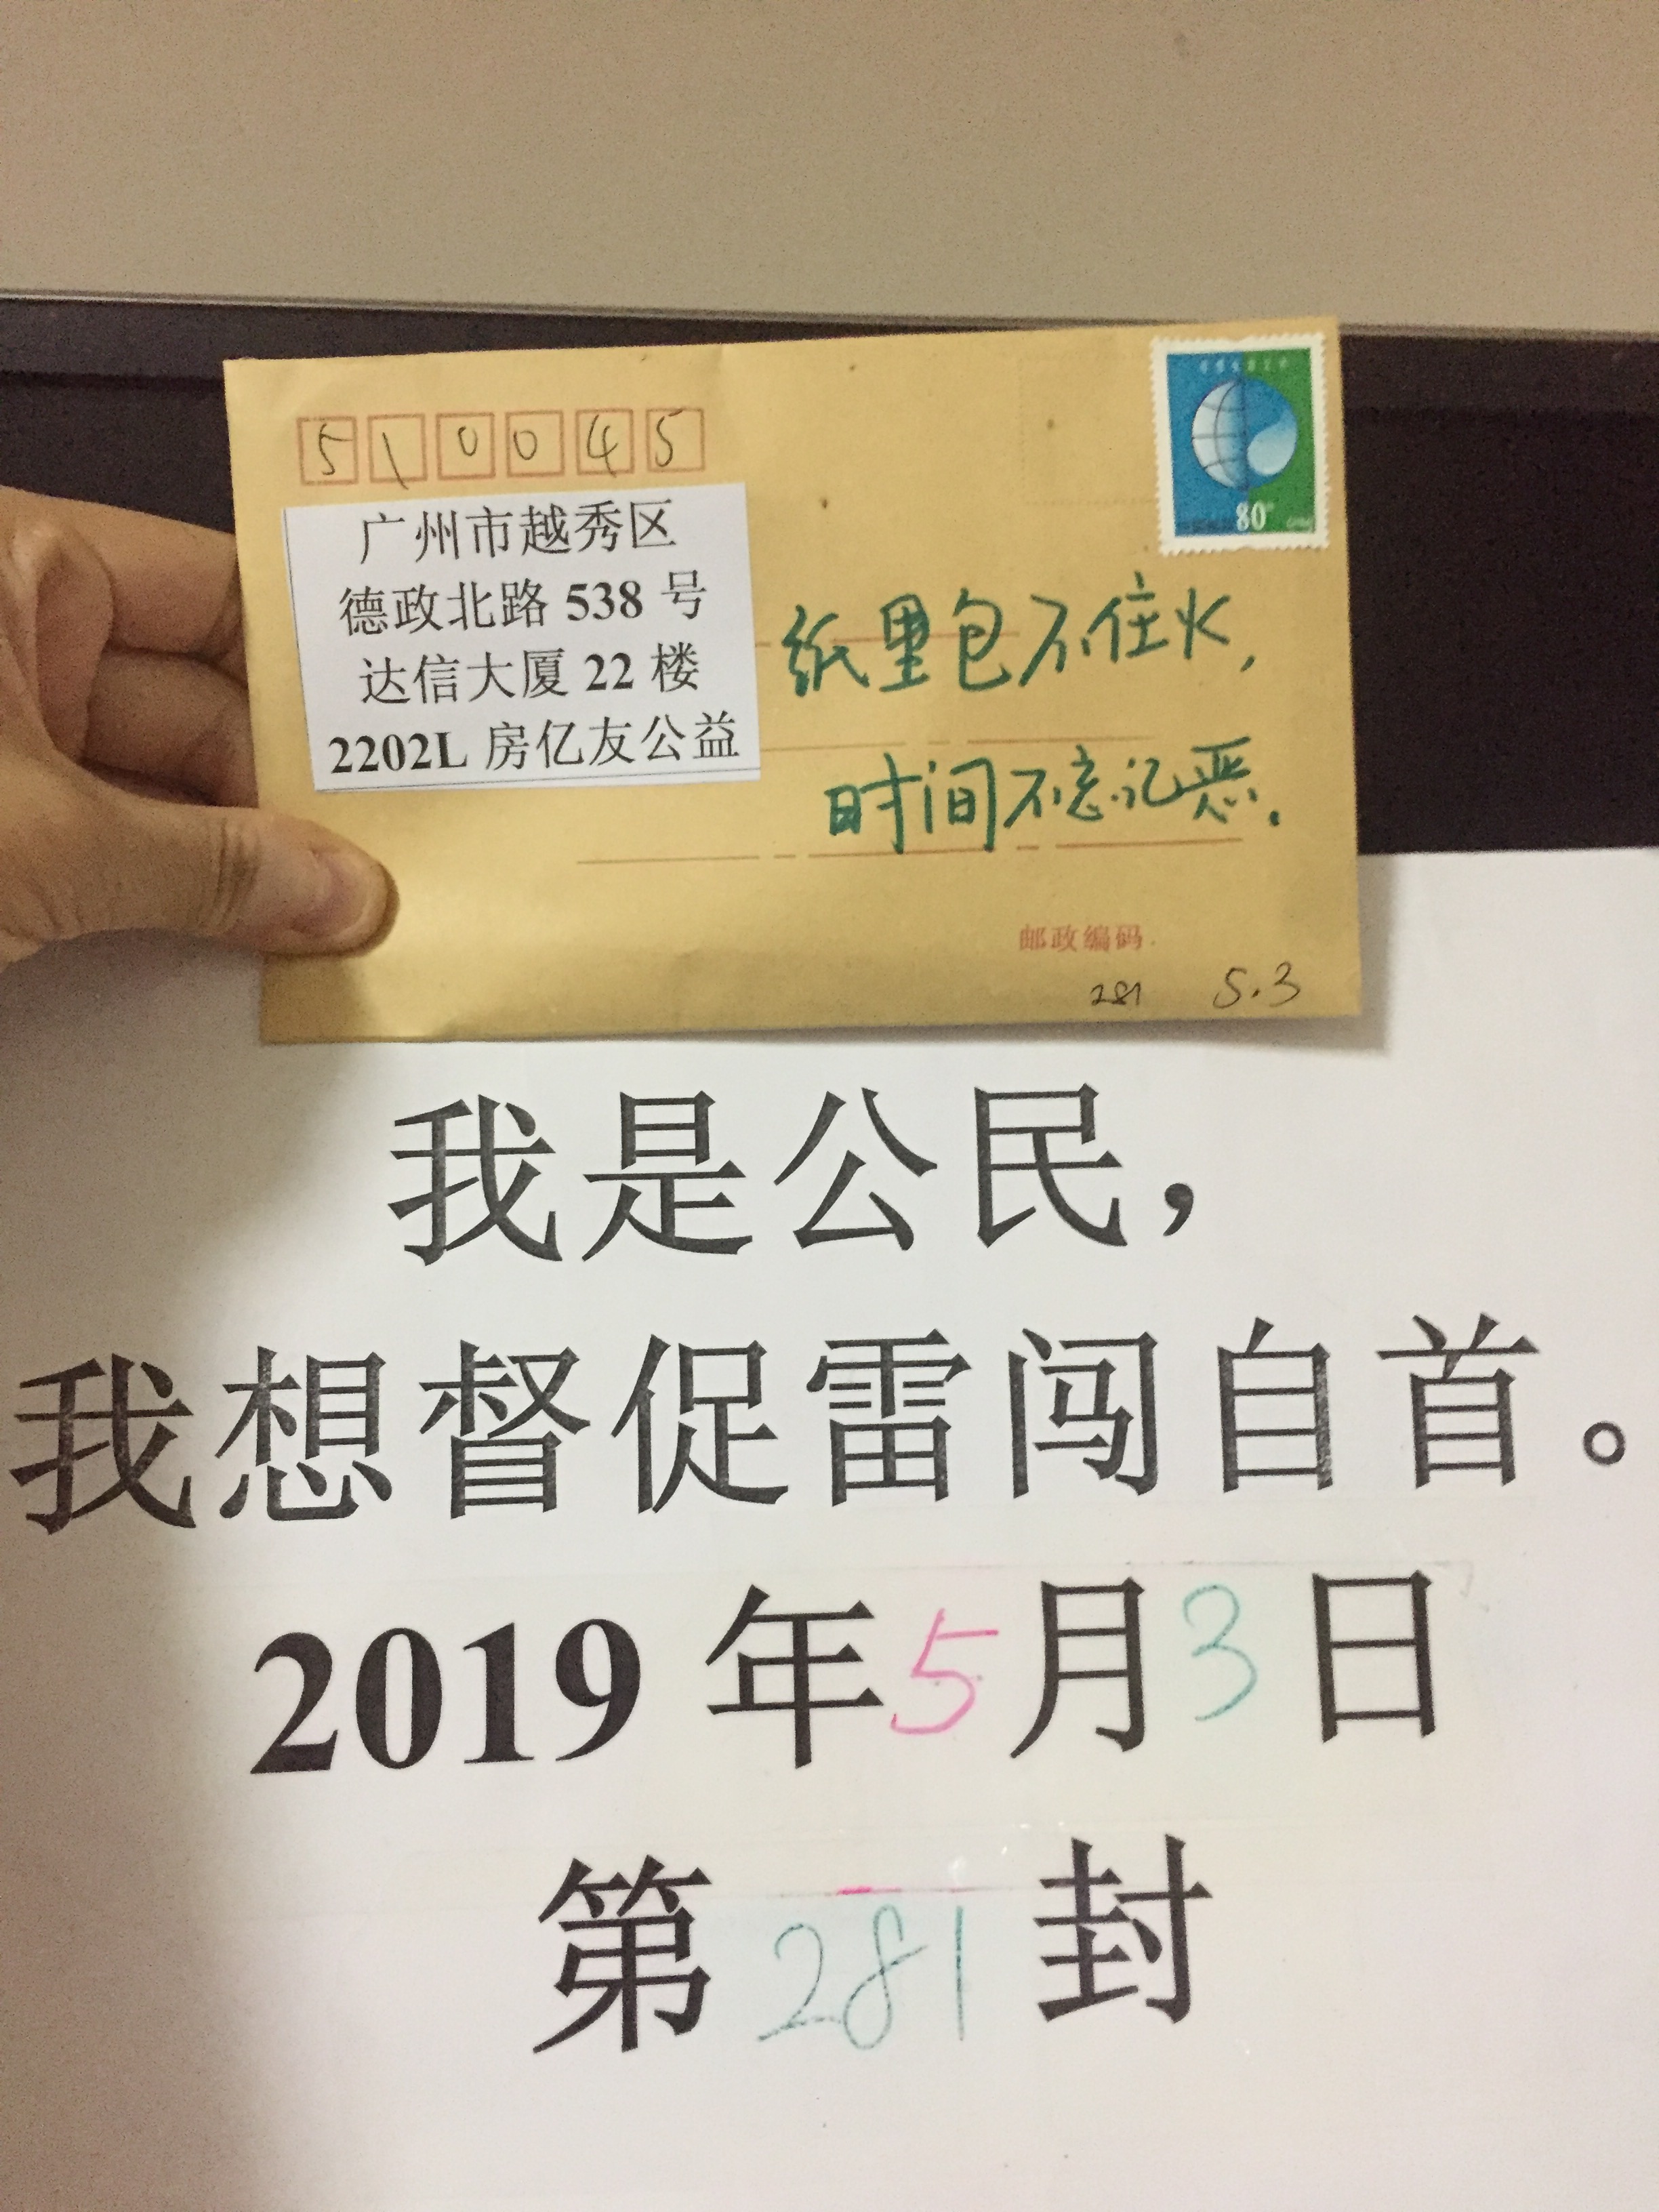 510045
广州市越秀区
德政北路 538 号
达信大厦 22 楼
2202L 房亿友公益
80
纸里包不住火,
时间不忘记恶.
邮政编码
281 5.3
我是公民，
我想督促雷闯自首。
2019 年 5 月 3 日
第 281 封